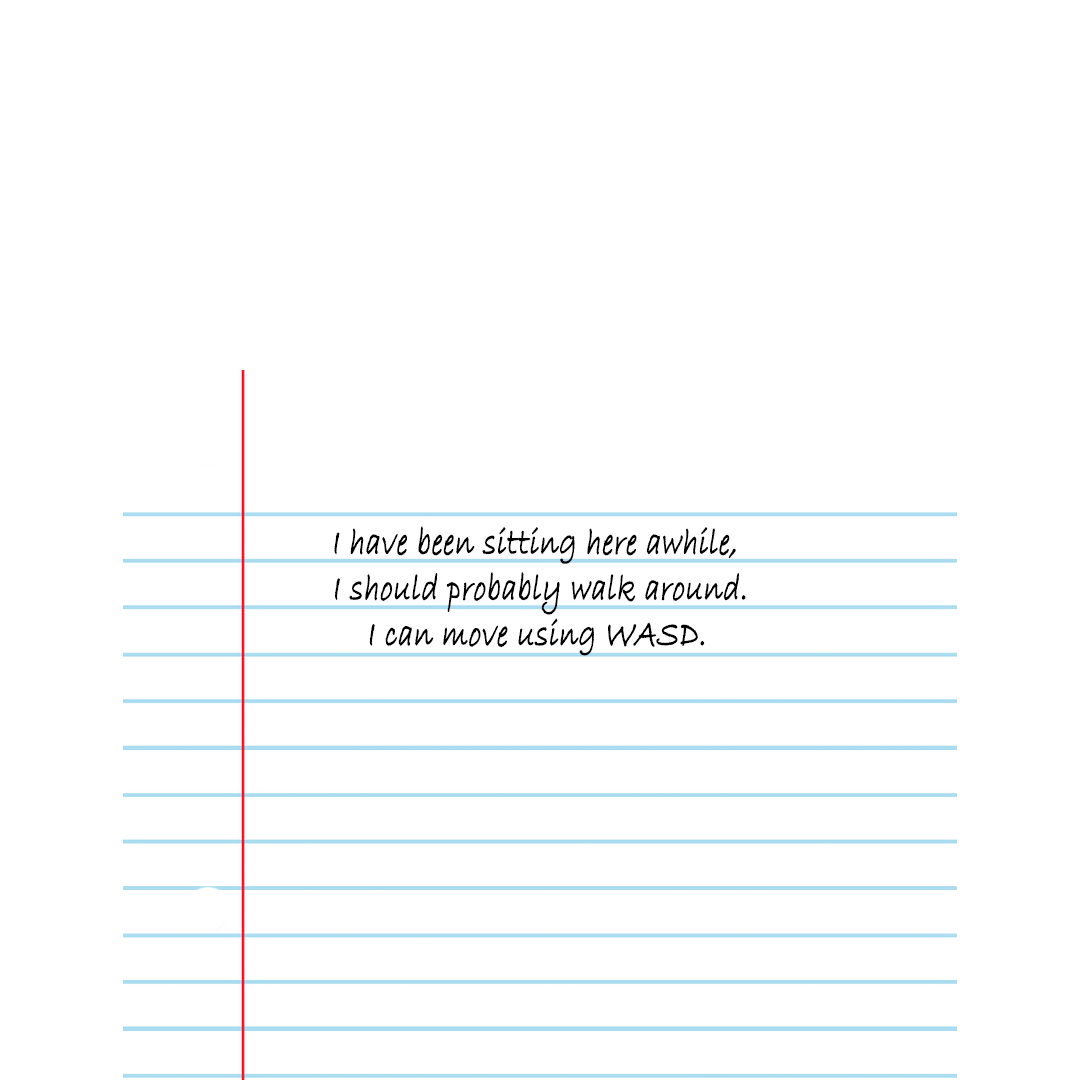 I have been sitting here awhile,
I should probably walk around.
I can move using WASD.